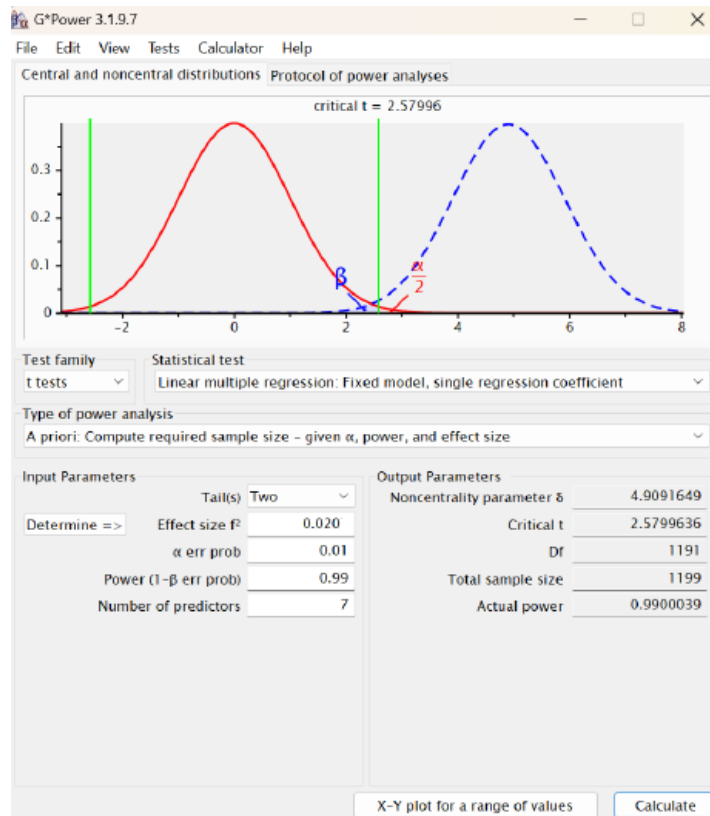 G*Power 3.1.9.7
File Edit View Tests Calculator Help
Central and noncentral distributions Protocol of power analyses
critical t = 2.57996
0.3
0.2
0.1
0
β
α
2
-2 0 2 4 6 8
Test family Statistical test
t tests Linear multiple regression: Fixed model, single regression coefficient
Type of power analysis
A priori: Compute required sample size – given α, power, and effect size
Input Parameters Output Parameters
Tail(s) Two Noncentrality parameter δ 4.9091649
Determine => Effect size f² 0.020 Critical t 2.5799636
α err prob 0.01 Df 1191
Power (1-β err prob) 0.99 Total sample size 1199
Number of predictors 7 Actual power 0.9900039
X-Y plot for a range of values Calculate